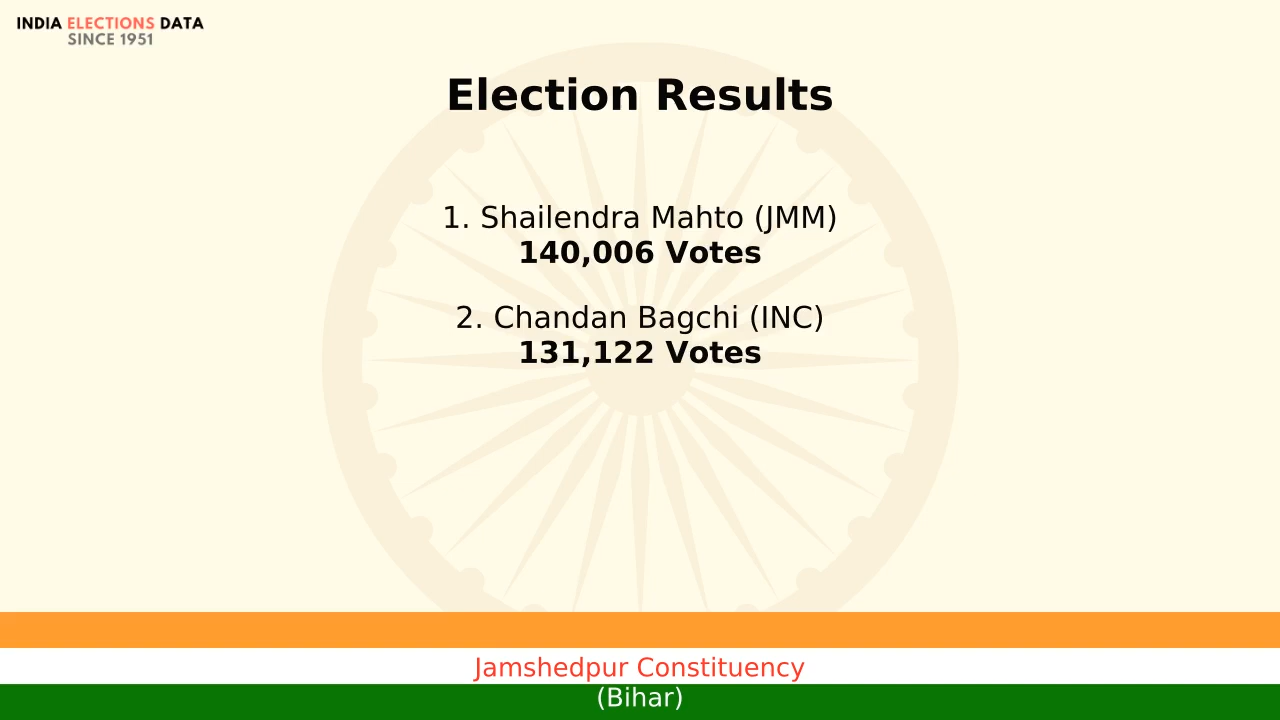 INDIA ELECTIONS DATA
SINCE 1951
Election Results
1. Shailendra Mahto (JMM)
140,006 Votes
2. Chandan Bagchi (INC)
131,122 Votes
Jamshedpur Constituency
(Bihar)